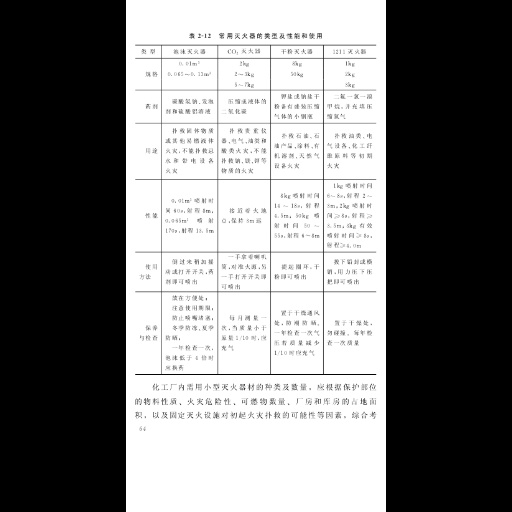 表 2-12 常用灭火器的类型及性能和使用
类 型 泡沫灭火器 CO₂ 灭火器 干粉灭火器 1211 灭火器
规格
0.01m³
0.065～0.13m³
2kg
2～3kg
5～7kg
8kg
50kg
1kg
2kg
3kg
药剂
碳酸氢钠、发泡
剂和硫酸铝溶液
压缩成液体的
二氧化碳
钾盐或钠盐干
粉备有盛装压缩
气体的小钢瓶
二氟一氯一溴
甲烷,并充填压
缩氮气
用途
扑救固体物质
或其他易燃液体
火灾,不能扑救忌
水和带电设备
火灾
扑救贵重仪
器、电气、油类和
酸类火灾,不能
扑救钠、镁、钾等
物质的火灾
扑救石油、石
油产品、涂料、有
机溶剂、天然气
设备火灾
扑救油类、电
气设备、化工纤
维原料等初期
火灾
性能
0.01m³ 喷射时
间 60s,射程 8m,
0.065m³ 喷射
170s,射程 13.5m
接近着火地
点,保持 3m 远
8kg 喷射时间
14～18s,射程
4.5m; 50kg 喷
射时间 50～
55s,射程 6～8m
1kg 喷射时间
6～8s,射程 2～
3m;2kg 喷射时
间≥8s,射程≥
3.5m;
有效
喷射时间≥8s,
射程≥4.0m
使用
方法
倒过来稍加摇
动或打开开关,药
剂即可喷出
一手拿着喇叭
筒,对准火源,另
一手打开开关即
可喷出
提起圈环,干
粉即可喷出
拔下铅封或横
销,用力压下压
把即可喷出
保养
与检查
放在方便处;
注意使用期限;
防止喷嘴堵塞;
冬季防冻,夏季
防晒;
一年检查一次,
泡沫低于 4 倍时
应换药
每月测量一
次,当质量小于
原量 1/10 时,应
充气
置于干燥通风
处,防潮防晒,
一年检查一次气
压,若质量减少
1/10 时应充气
置于干燥处,
勿碰撞。每年检
查一次质量
化工厂内需用小型灭火器材的种类及数量，应根据保护部位
的物料性质、火灾危险性、可燃物数量、厂房和库房的占地面
积，以及固定灭火设施对初起火灾扑救的可能性等因素，综合考
64